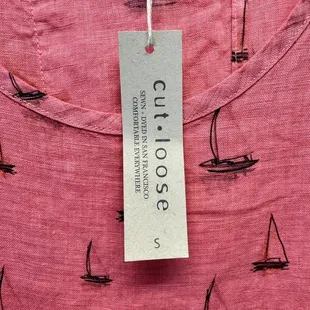 cut • loose
SEWN + DYED IN SAN FRANCISCO
COMFORTABLE EVERYWHERE
S